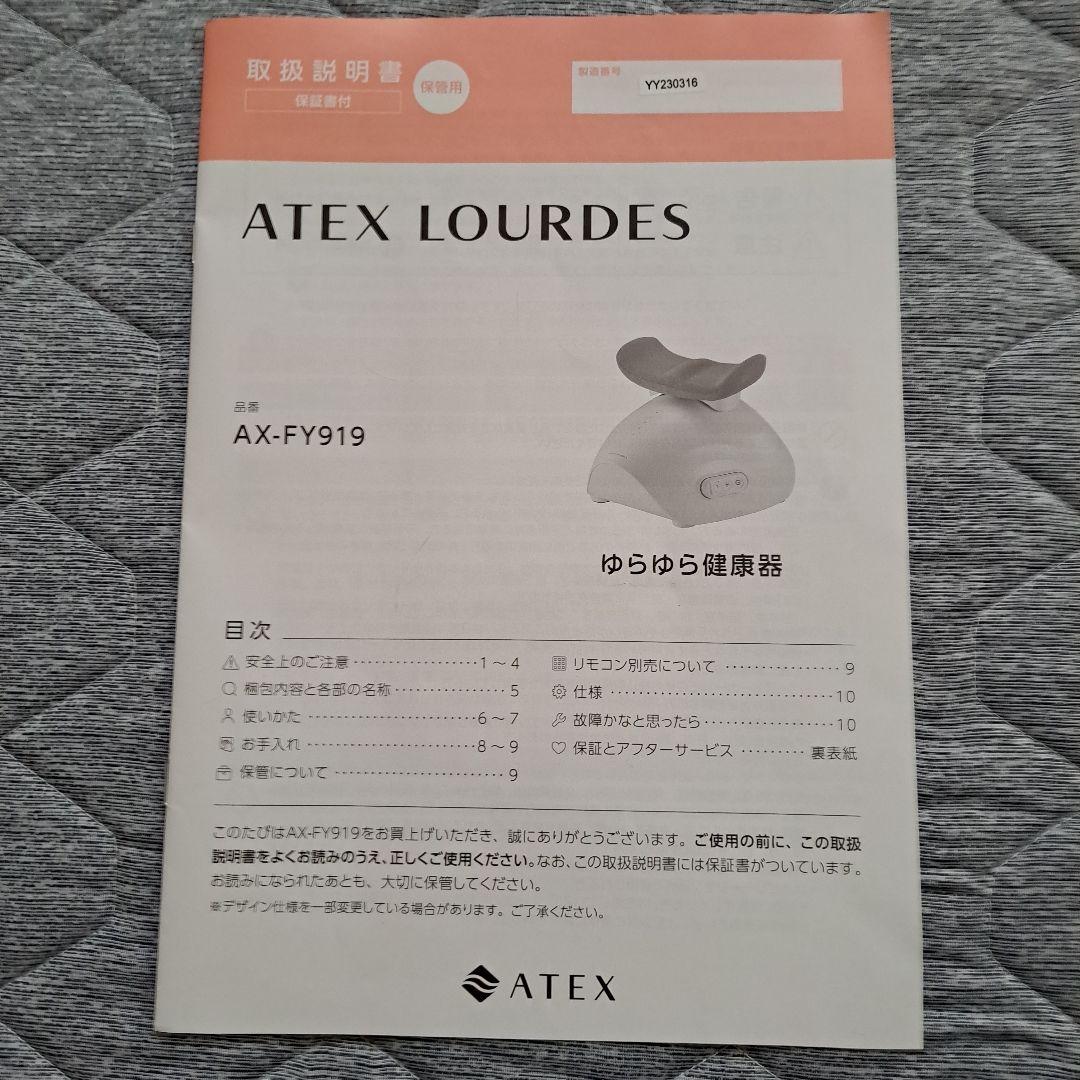 取扱説明書
保証書付
保管用
製造番号
YY230316
ATEX LOURDES
品番
AX-FY919
ゆらゆら健康器
目次
安全上のご注意 ………………… 1～4
梱包内容と各部の名称 ………………… 5
使いかた ………………… 6～7
お手入れ ………………… 8～9
保管について ………………… 9
リモコン別売について ………………… 9
仕様 ………………… 10
故障かなと思ったら ………………… 10
保証とアフターサービス ……… 裏表紙
このたびはAX-FY919をお買上げいただき、誠にありがとうございます。ご使用の前に、この取扱
説明書をよくお読みのうえ、正しくご使用ください。なお、この取扱説明書には保証書がついています。
お読みになられたあとも、大切に保管してください。
※デザイン仕様を一部変更している場合があります。ご了承ください。
ATEX